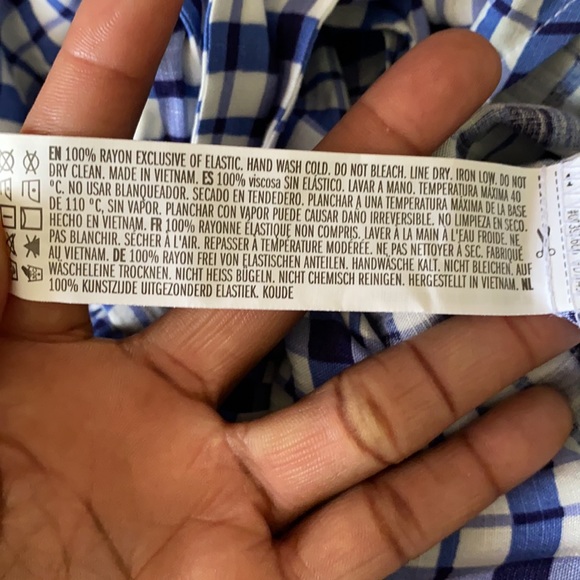 EN 100% RAYON EXCLUSIVE OF ELASTIC. HAND WASH COLD. DO NOT BLEACH. LINE DRY. IRON LOW. DO NOT
DRY CLEAN. MADE IN VIETNAM. ES 100% viscosa SIN ELÁSTICO. LAVAR A MANO. TEMPERATURA MÁXIMA 40
ºC. NO USAR BLANQUEADOR. SECADO EN TENDEDERO. PLANCHAR A UNA TEMPERATURA MÁXIMA DE LA BASE
DE 110 ºC, SIN VAPOR. PLANCHAR CON VAPOR PUEDE CAUSAR DAÑO IRREVERSIBLE. NO LIMPIEZA EN SECO.
HECHO EN VIETNAM. FR 100% RAYONNE ÉLASTIQUE NON COMPRIS. LAVER À LA MAIN À L'EAU FROIDE. NE
PAS BLANCHIR. SÉCHER À L'AIR. REPASSER À TEMPÉRATURE MODÉRÉE. NE PAS NETTOYER À SEC. FABRIQUÉ
AU VIETNAM. DE 100% RAYON FREI VON ELASTISCHEN ANTEILEN. HANDWÄSCHE KALT. NICHT BLEICHEN. AUF
WÄSCHELEINE TROCKNEN. NICHT HEISS BÜGELN. NICHT CHEMISCH REINIGEN. HERGESTELLT IN VIETNAM. NL
100% KUNSTZIJDE UITGEZONDERD ELASTIEK. KOUDE